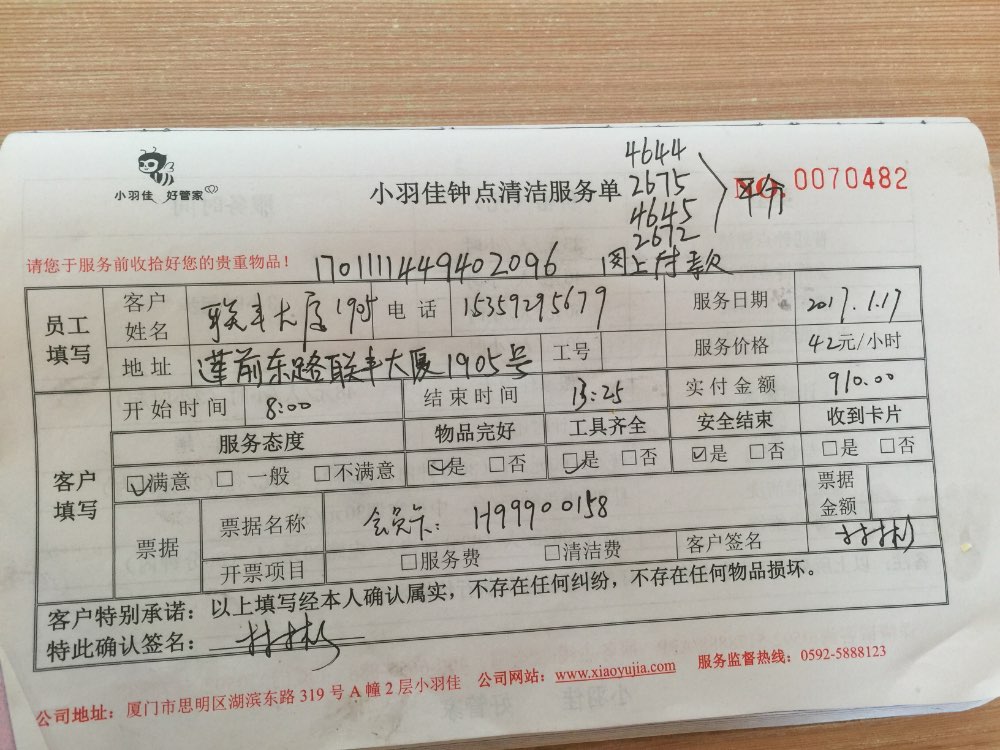 小羽佳 好管家
小羽佳钟点清洁服务单
4644
2675
4645
2672
平分
NO. 0070482
请您于服务前收拾好您的贵重物品！
1701111449402096 网上付款
员工填写
客户姓名 联丰大厦1905 电话 15359295679 服务日期 2017.1.17
地址 莲前东路联丰大厦1905号 工号 服务价格 42元/小时
客户填写
开始时间 8:00 结束时间 13:25 实付金额 910.00
服务态度 物品完好 工具齐全 安全结束 收到卡片
☑满意 □一般 □不满意 ☑是 □否 ☑是 □否 ☑是 □否 □是 □否
票据 票据名称 会员卡：H99900158 票据金额
开票项目 □服务费 □清洁费 客户签名
客户特别承诺：以上填写经本人确认属实，不存在任何纠纷，不存在任何物品损坏。
特此确认签名：
公司地址：厦门市思明区湖滨东路319号A幢2层小羽佳 公司网站：www.xiaoyujia.com 服务监督热线：0592-5888123